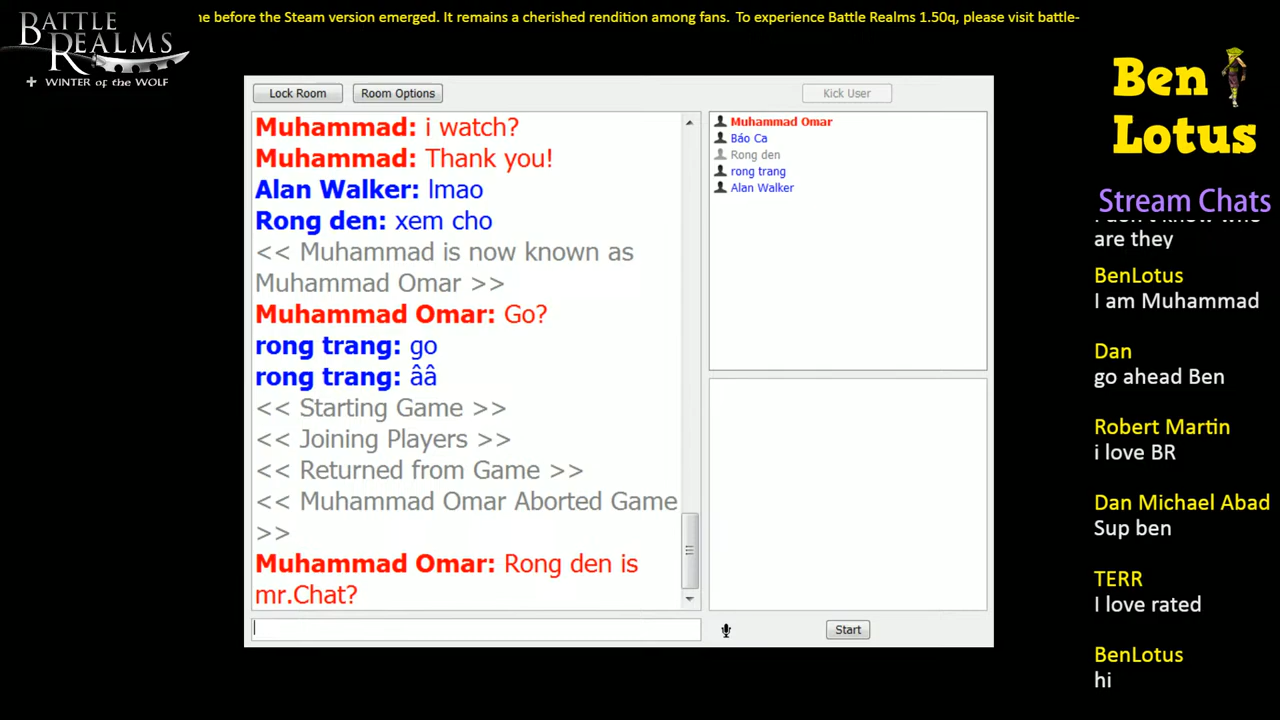 BATTLE
REALMS
+ WINTER of the WOLF
ne before the Steam version emerged. It remains a cherished rendition among fans.  To experience Battle Realms 1.50q, please visit battle-
Lock Room
Room Options
Kick User
Muhammad: i watch?
Muhammad: Thank you!
Alan Walker: lmao
Rong den: xem cho
<< Muhammad is now known as
Muhammad Omar >>
Muhammad Omar: Go?
rong trang: go
rong trang: ââ
<< Starting Game >>
<< Joining Players >>
<< Returned from Game >>
<< Muhammad Omar Aborted Game
>>
Muhammad Omar: Rong den is
mr.Chat?
Muhammad Omar
Báo Ca
Rong den
rong trang
Alan Walker
Start
Ben
Lotus
Stream Chats
I don't know who
are they
BenLotus
I am Muhammad
Dan
go ahead Ben
Robert Martin
i love BR
Dan Michael Abad
Sup ben
TERR
I love rated
BenLotus
hi